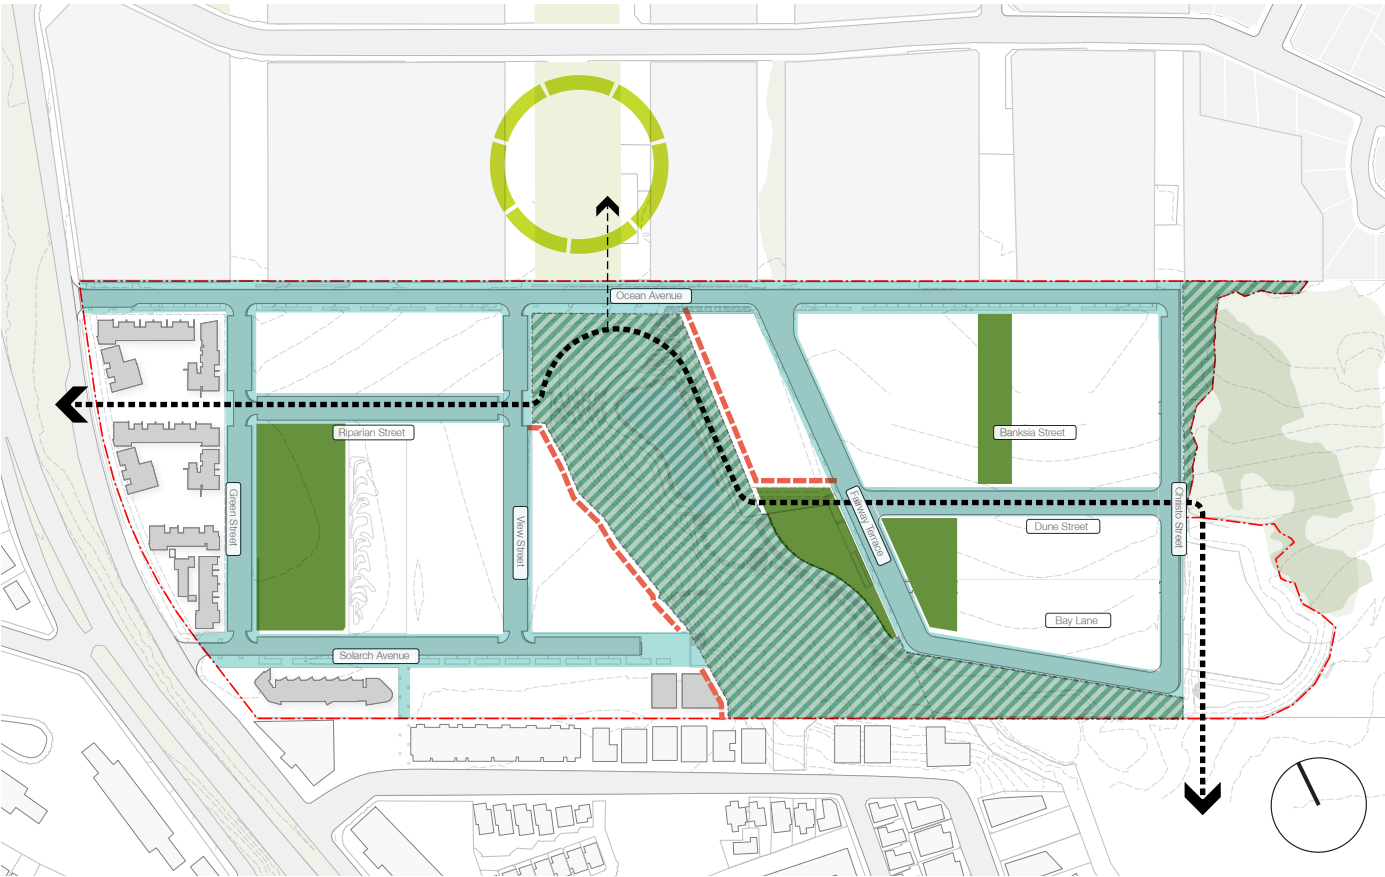 Ocean Avenue
Riparian Street
Banksia Street
Green Street
View Street
Fairway Terrace
Christo Street
Dune Street
Bay Lane
Solarch Avenue